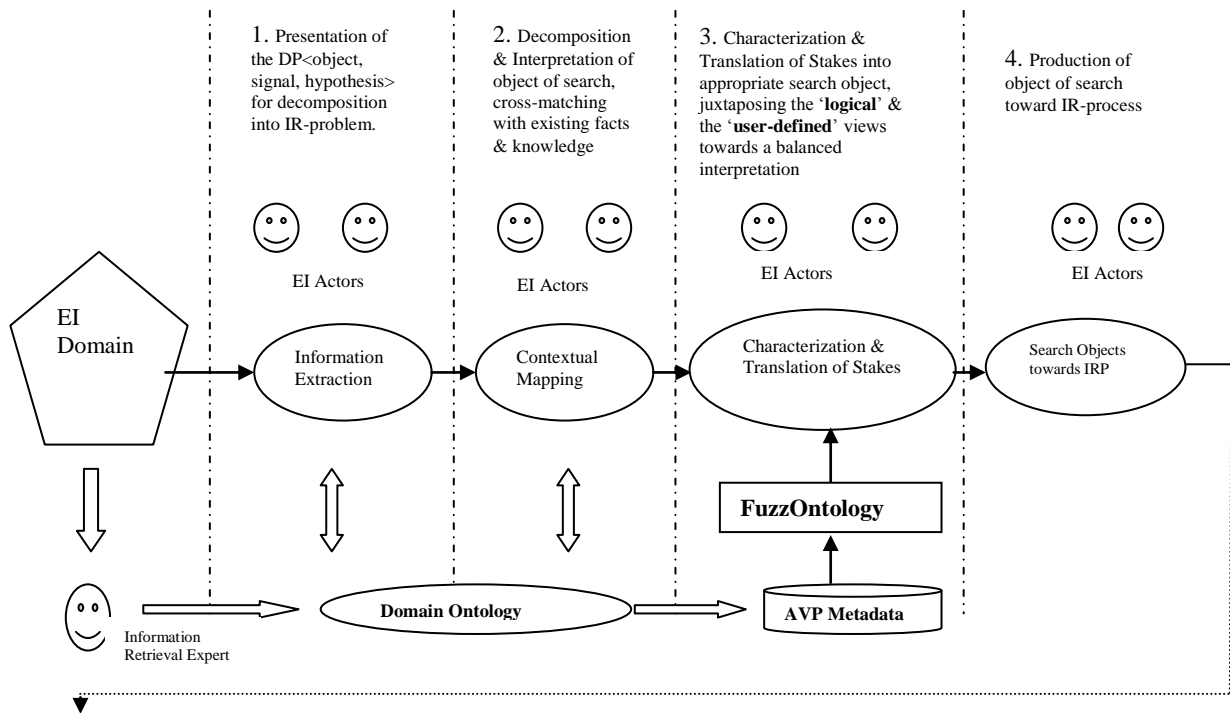 1. Presentation of
the DP<object,
signal, hypothesis>
for decomposition
into IR-problem.
2. Decomposition
& Interpretation of
object of search,
cross-matching
with existing facts
& knowledge
3. Characterization &
Translation of Stakes into
appropriate search object,
juxtaposing the ‘logical’ &
the ‘user-defined’ views
towards a balanced
interpretation
4. Production of
object of search
toward IR-process
EI Actors
EI Actors
EI Actors
EI Actors
EI
Domain
Information
Extraction
Contextual
Mapping
Characterization &
Translation of Stakes
Search Objects
towards IRP
FuzzOntology
Domain Ontology
AVP Metadata
Information
Retrieval Expert